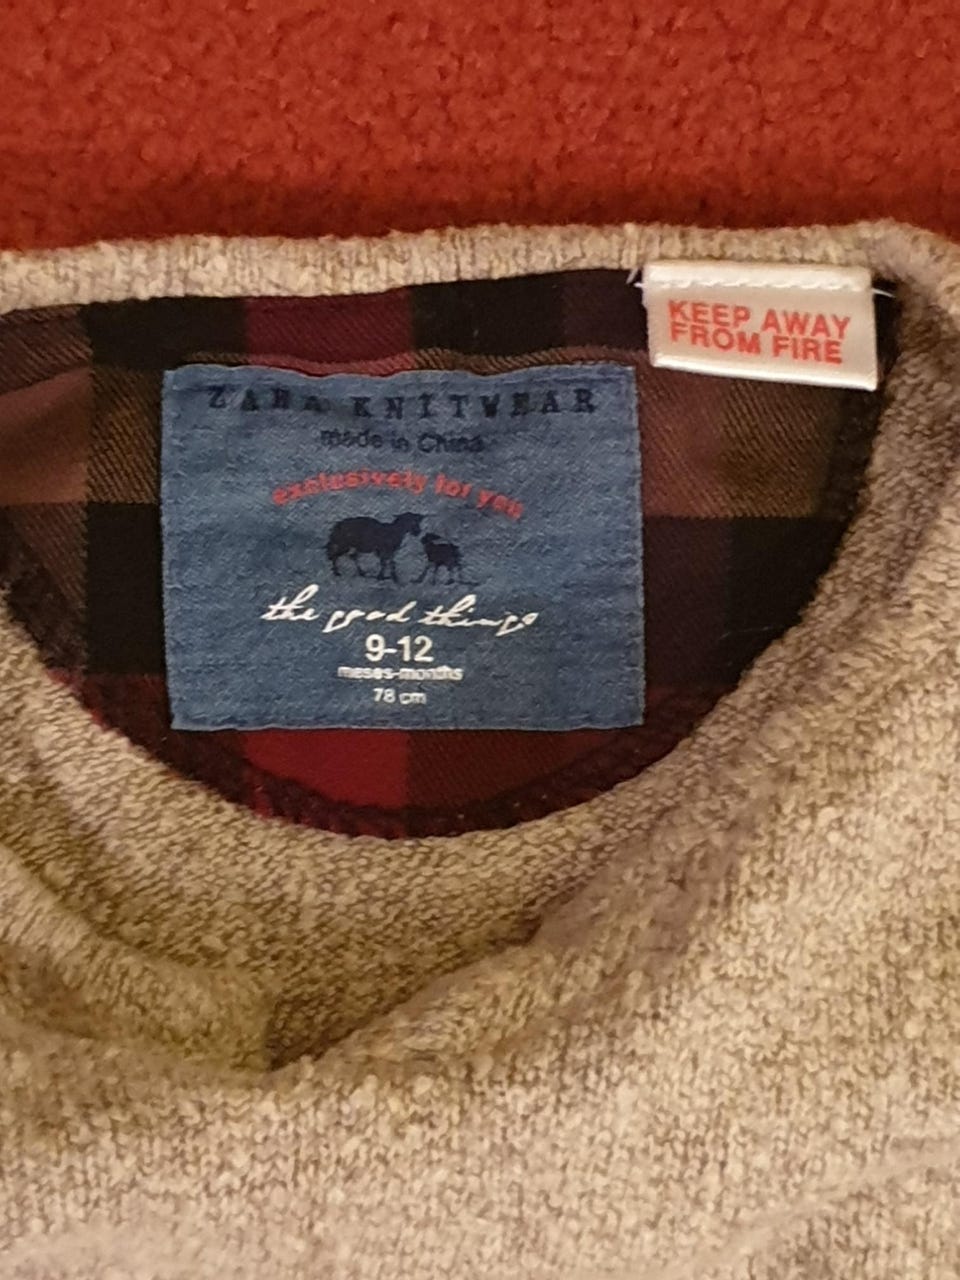 ZARA KNITWEAR
made in China
exclusively for you
the good things
9-12
meses-months
78 cm
KEEP AWAY
FROM FIRE